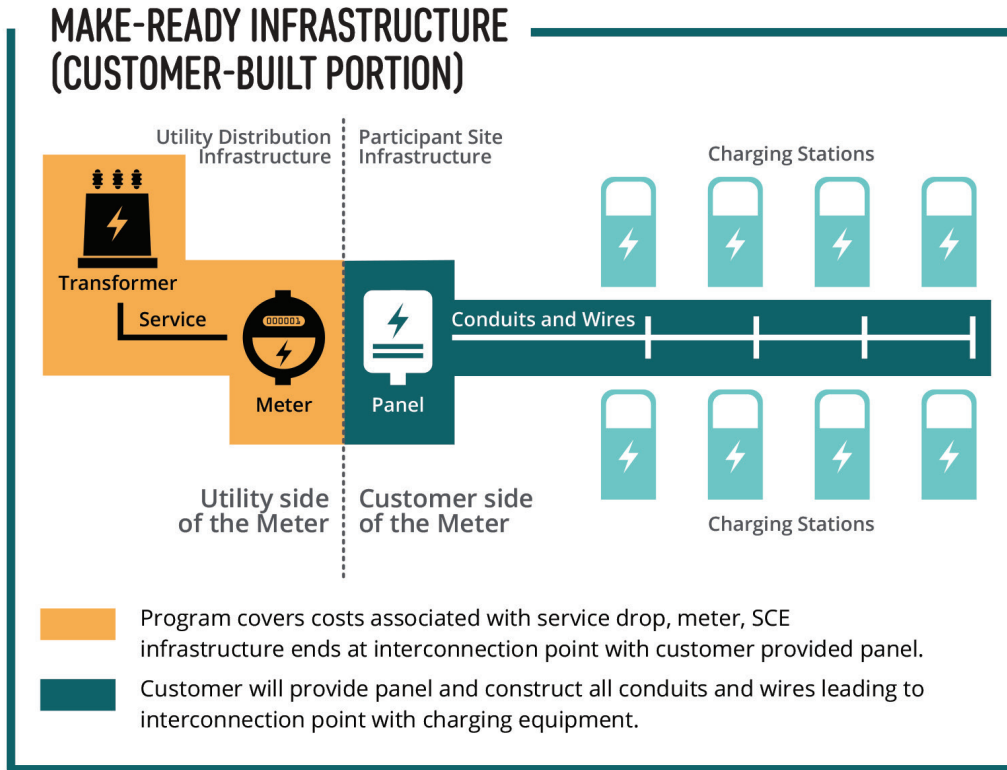 MAKE-READY INFRASTRUCTURE
(CUSTOMER-BUILT PORTION)
Utility Distribution
Infrastructure
Participant Site
Infrastructure
Charging Stations
Transformer
Service
000001
Meter
Panel
Conduits and Wires
Utility side
of the Meter
Customer side
of the Meter
Charging Stations
Program covers costs associated with service drop, meter, SCE
infrastructure ends at interconnection point with customer provided panel.
Customer will provide panel and construct all conduits and wires leading to
interconnection point with charging equipment.